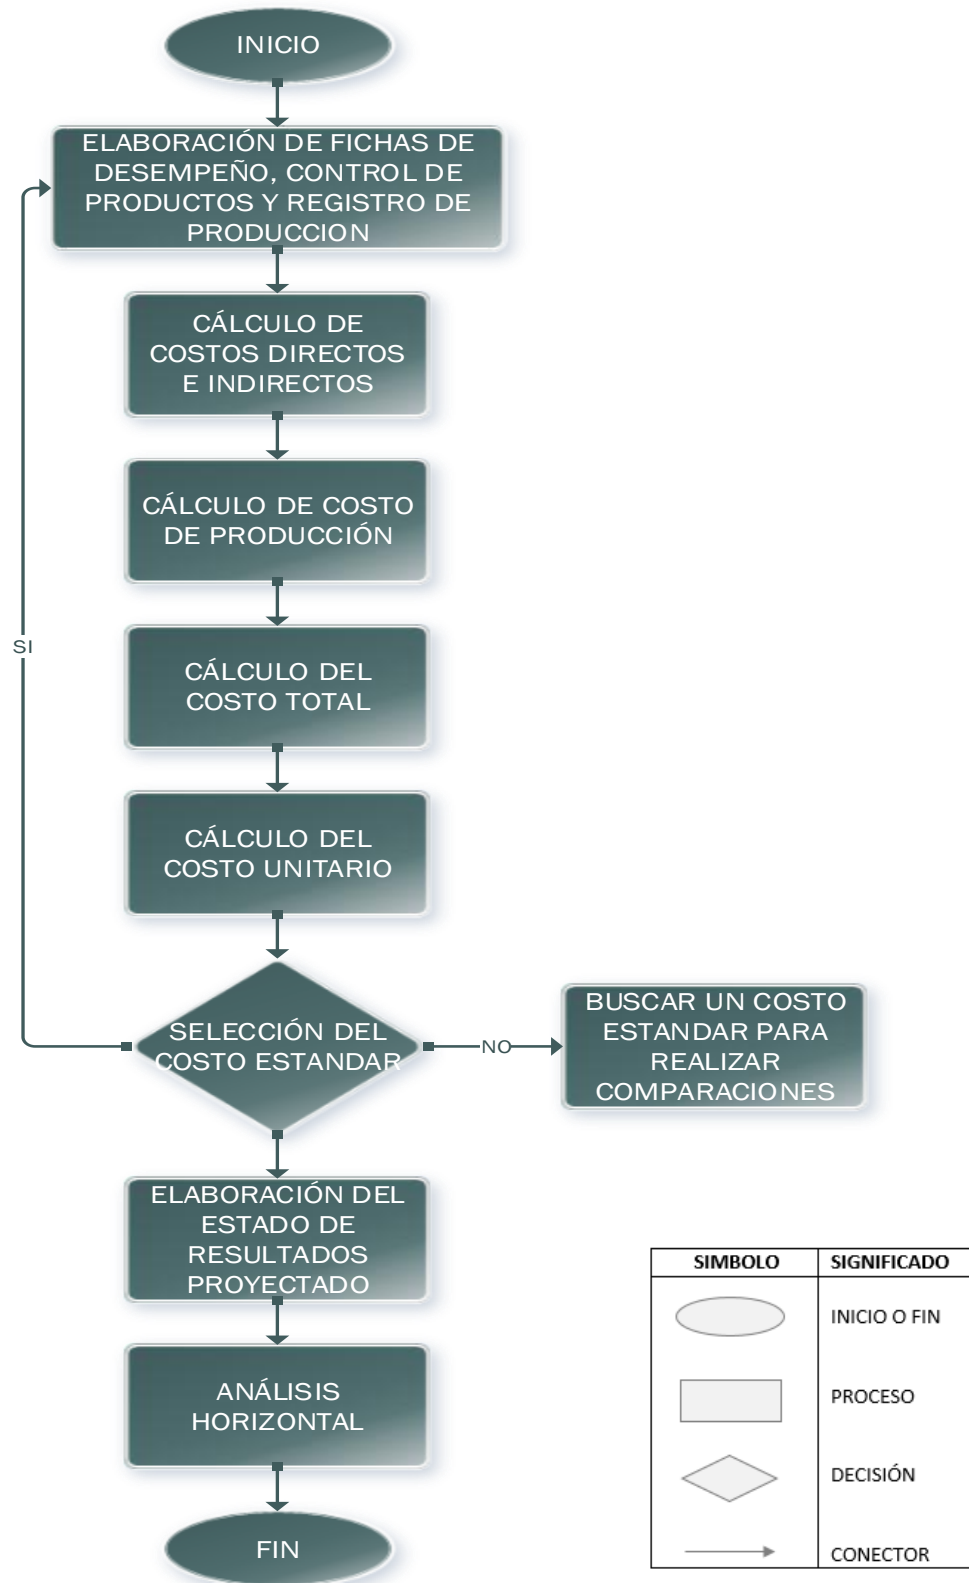 INICIO
ELABORACIÓN DE FICHAS DE
DESEMPEÑO, CONTROL DE
PRODUCTOS Y REGISTRO DE
PRODUCCION
CÁLCULO DE
COSTOS DIRECTOS
E INDIRECTOS
CÁLCULO DE COSTO
DE PRODUCCIÓN
CÁLCULO DEL
COSTO TOTAL
SI
CÁLCULO DEL
COSTO UNITARIO
SELECCIÓN DEL
COSTO ESTANDAR
NO
BUSCAR UN COSTO
ESTANDAR PARA
REALIZAR
COMPARACIONES
ELABORACIÓN DEL
ESTADO DE
RESULTADOS
PROYECTADO
ANÁLISIS
HORIZONTAL
FIN
SIMBOLO SIGNIFICADO
INICIO O FIN
PROCESO
DECISIÓN
CONECTOR